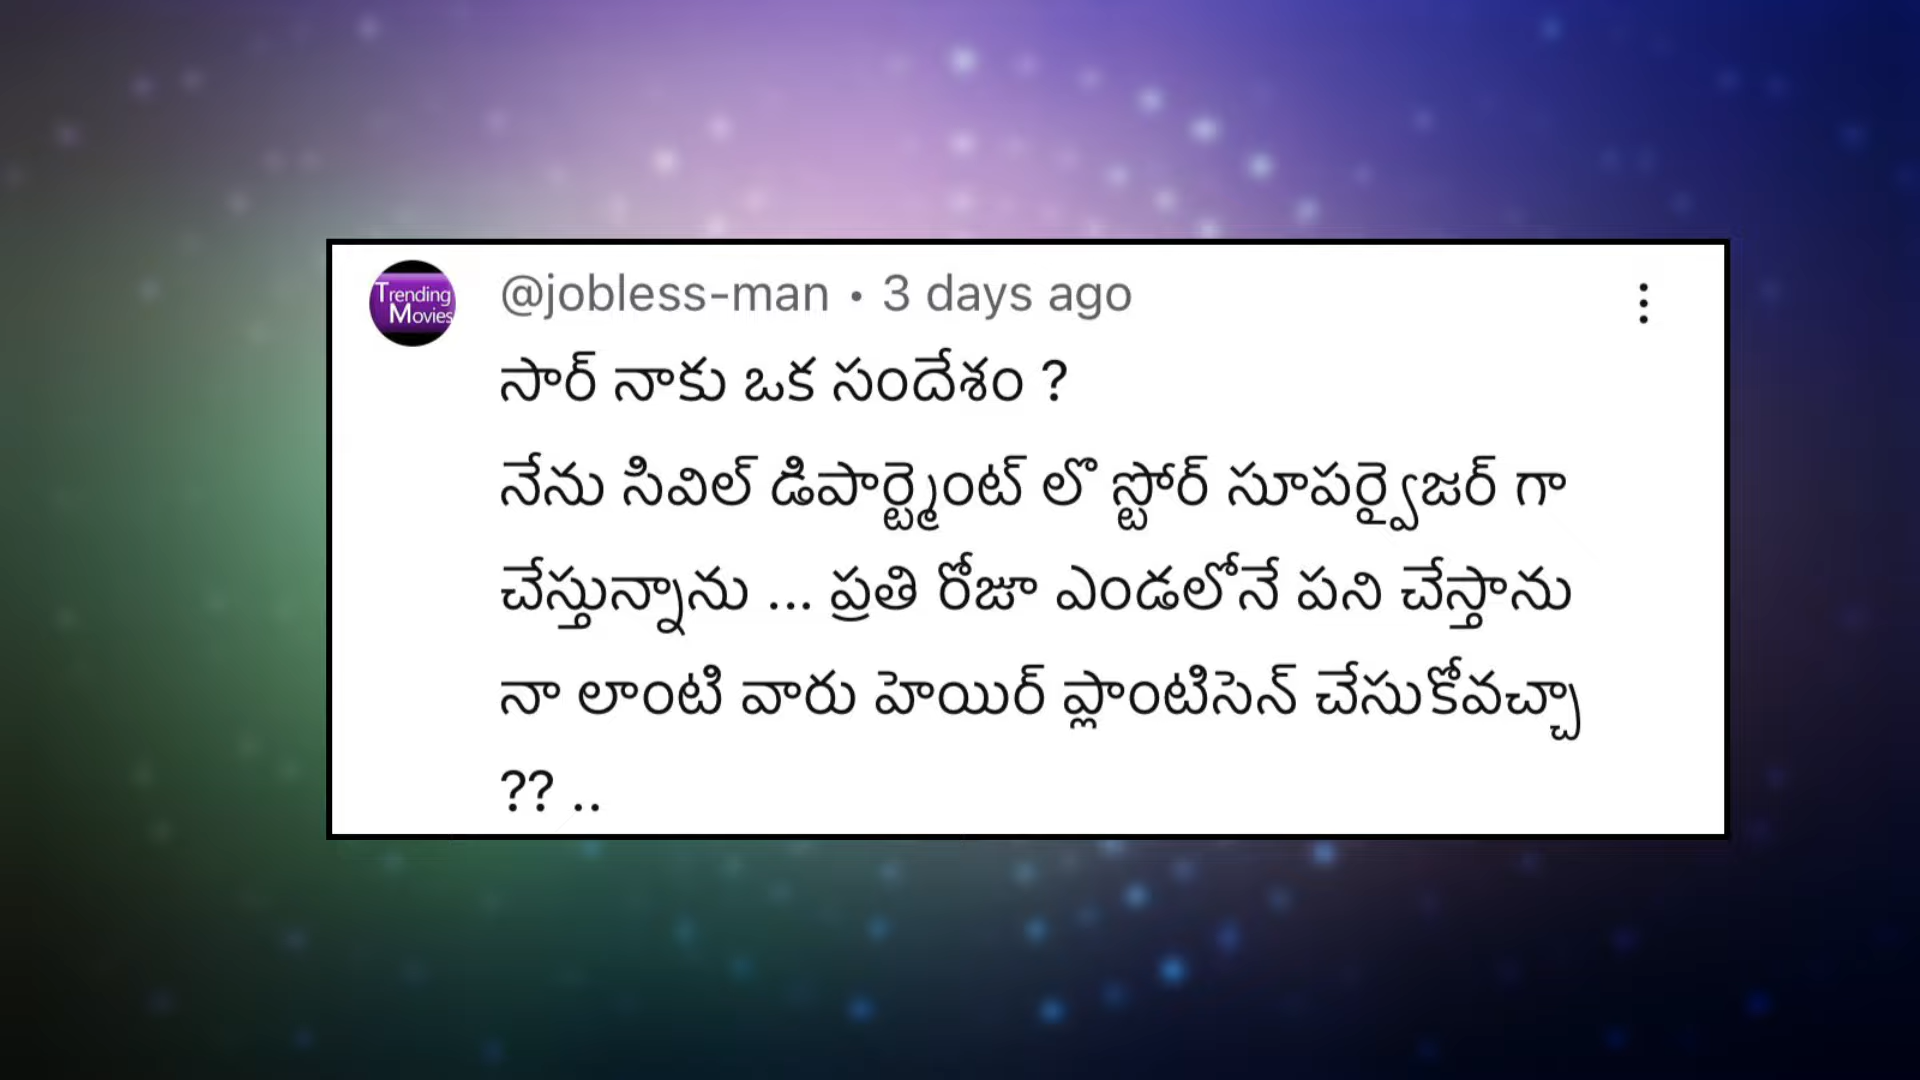 Trending
Movies
@jobless-man • 3 days ago
సార్ నాకు ఒక సందేశం ?
నేను సివిల్ డిపార్ట్మెంట్ లొ స్టోర్ సూపర్వైజర్ గా
చేస్తున్నాను ... ప్రతి రోజూ ఎండలోనే పని చేస్తాను
నా లాంటి వారు హెయిర్ ప్లాంటిసెన్ చేసుకోవచ్చా
?? ..